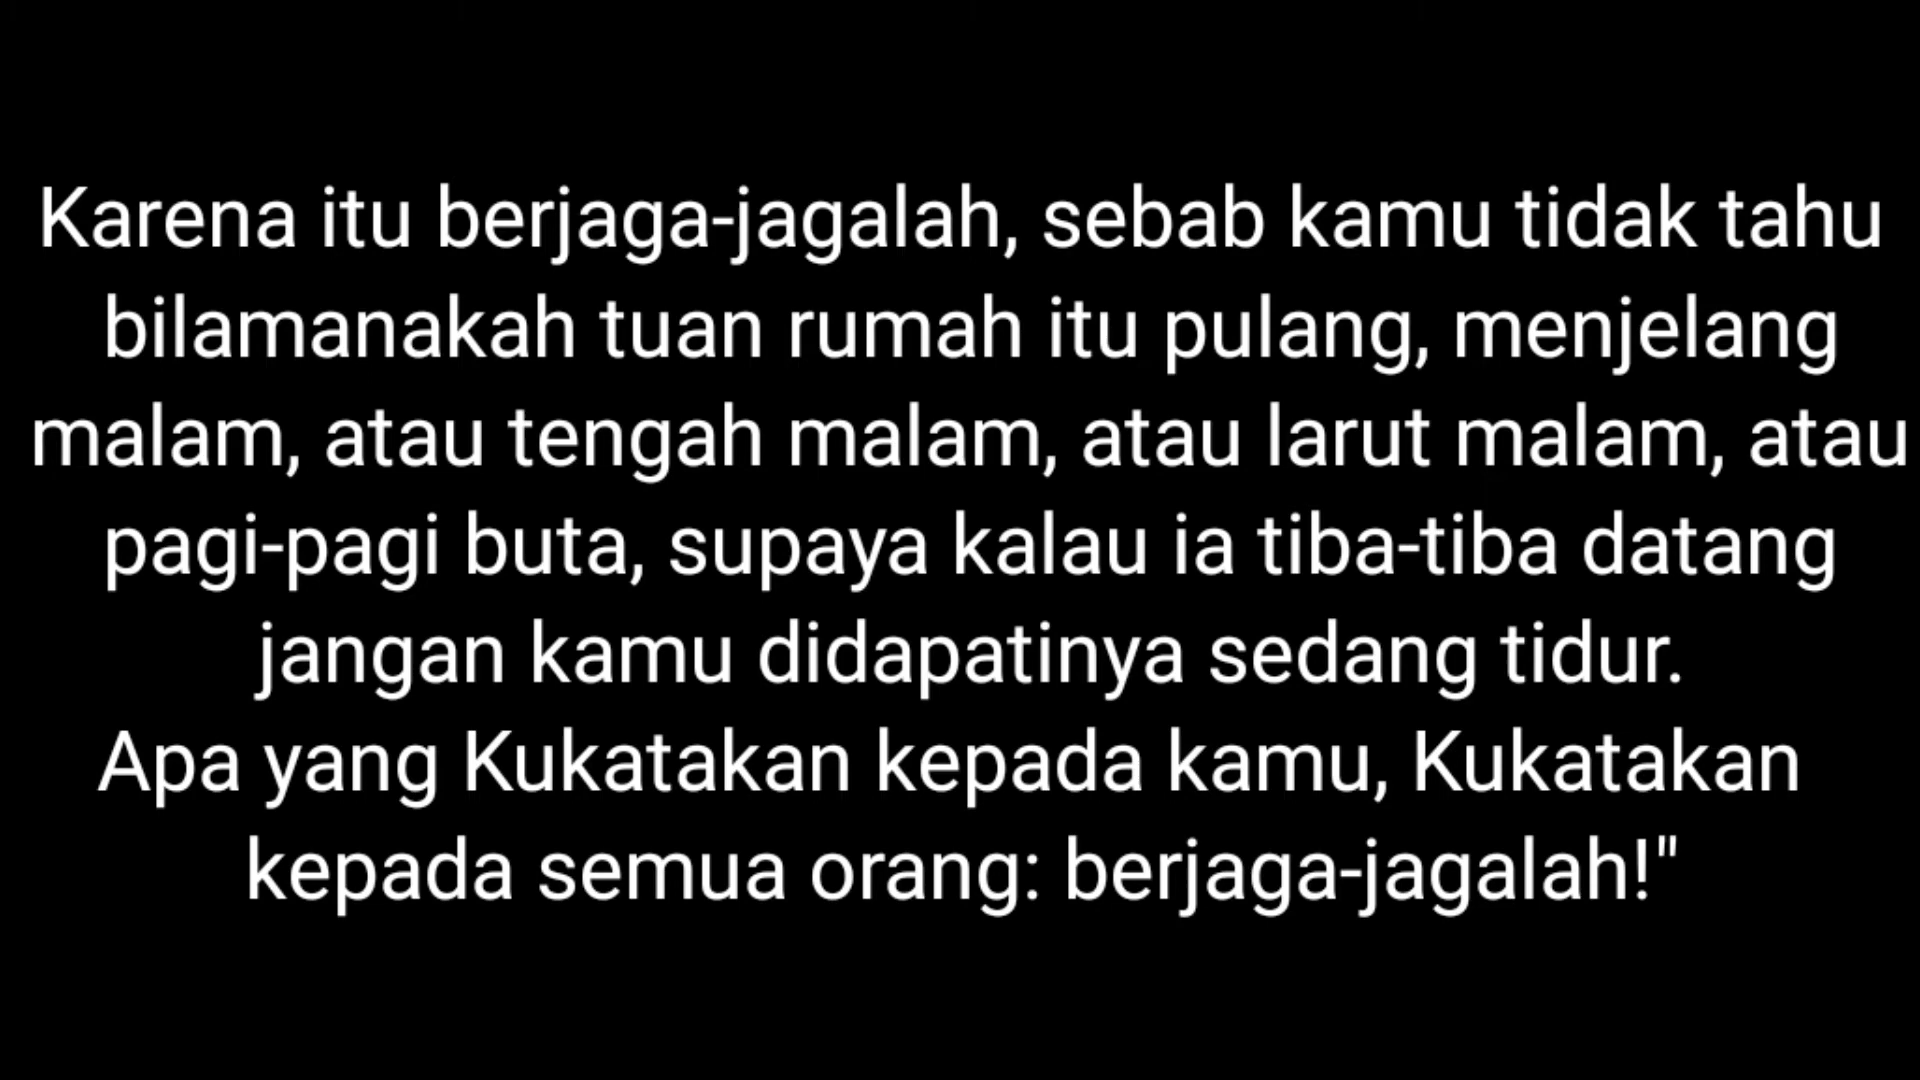 Karena itu berjaga-jagalah, sebab kamu tidak tahu
bilamanakah tuan rumah itu pulang, menjelang
malam, atau tengah malam, atau larut malam, atau
pagi-pagi buta, supaya kalau ia tiba-tiba datang
jangan kamu didapatinya sedang tidur.
Apa yang Kukatakan kepada kamu, Kukatakan
kepada semua orang: berjaga-jagalah!"